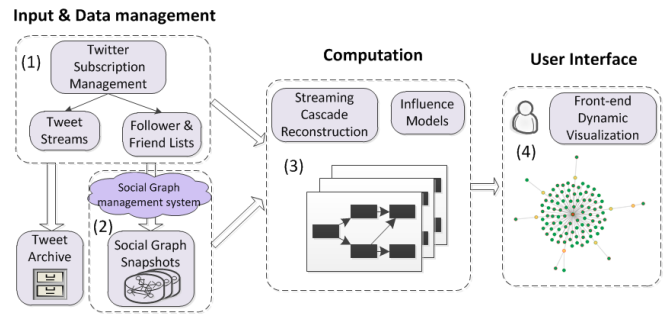 Input & Data management
Computation
User Interface
(1)
Twitter
Subscription
Management
Tweet
Streams
Follower &
Friend Lists
Social Graph
management system
(2)
Tweet
Archive
Social Graph
Snapshots
Streaming
Cascade
Reconstruction
Influence
Models
(3)
Front-end
Dynamic
Visualization
(4)